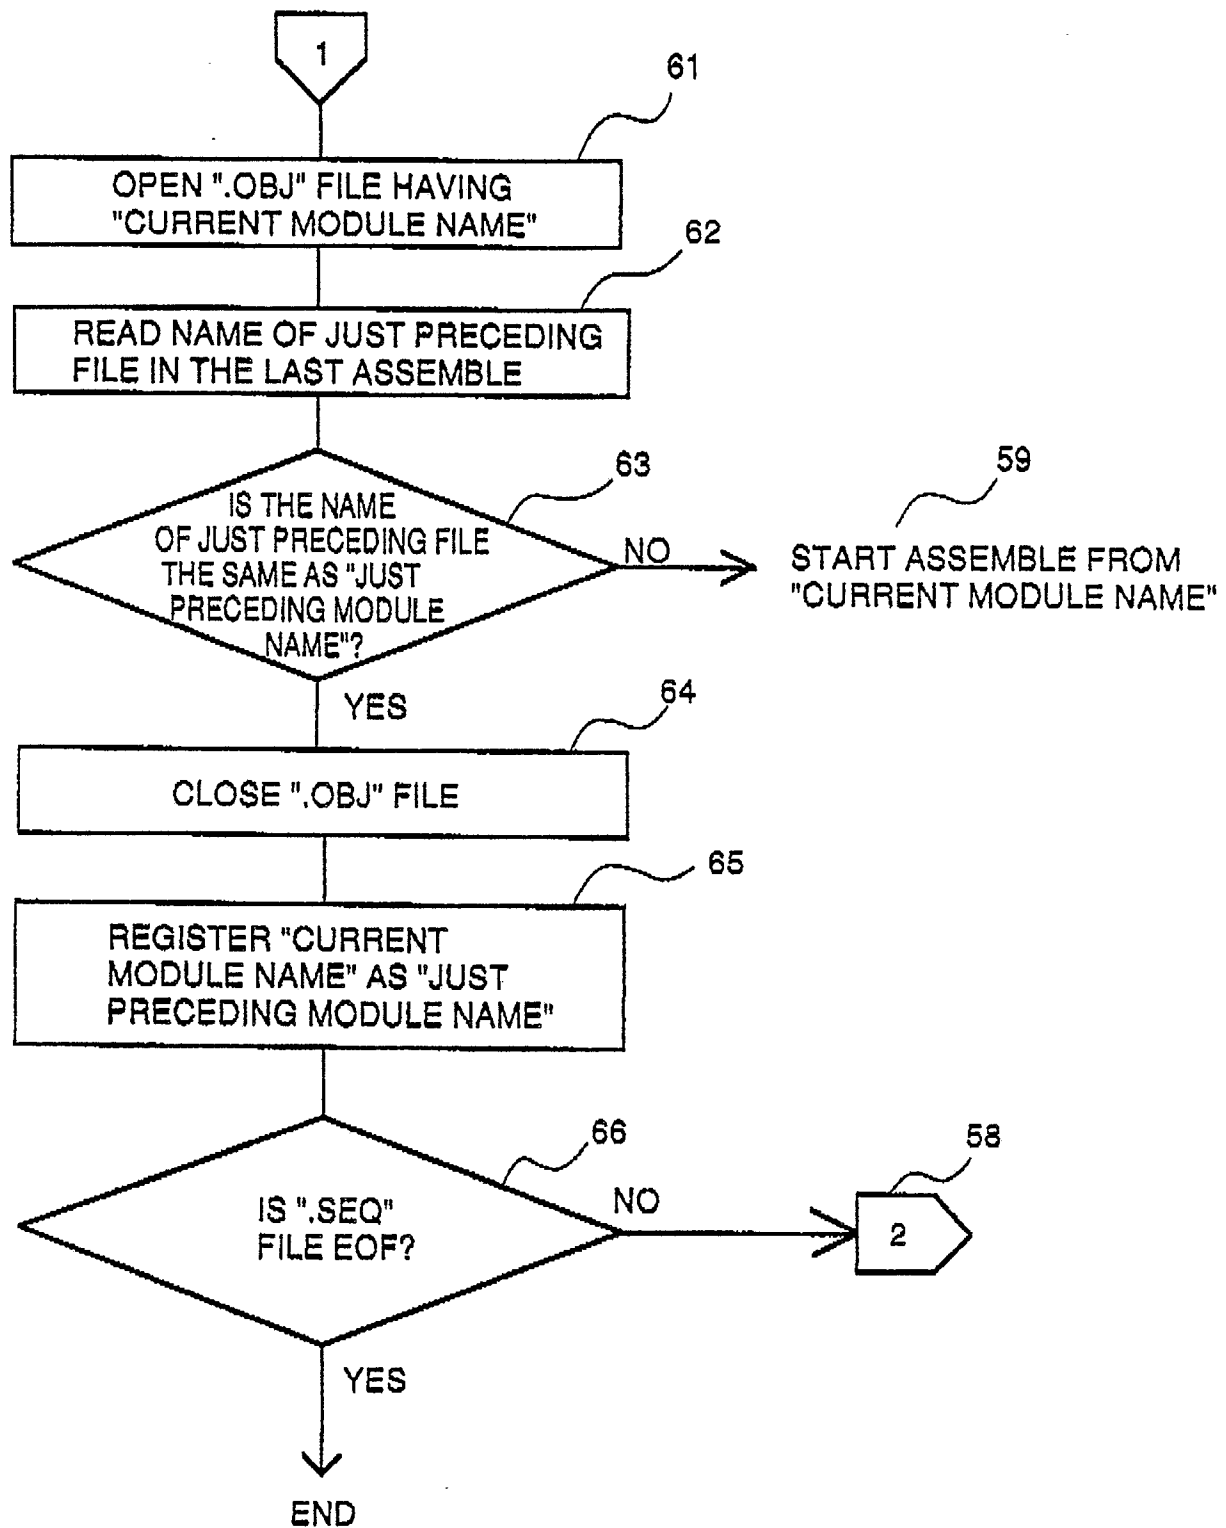 1
61
OPEN ".OBJ" FILE HAVING
"CURRENT MODULE NAME"
62
READ NAME OF JUST PRECEDING
FILE IN THE LAST ASSEMBLE
63
IS THE NAME
OF JUST PRECEDING FILE
THE SAME AS "JUST
PRECEDING MODULE
NAME"?
NO
59
START ASSEMBLE FROM
"CURRENT MODULE NAME"
YES
64
CLOSE ".OBJ" FILE
65
REGISTER "CURRENT
MODULE NAME" AS "JUST
PRECEDING MODULE NAME"
66
IS ".SEQ"
FILE EOF?
NO
58
2
YES
END